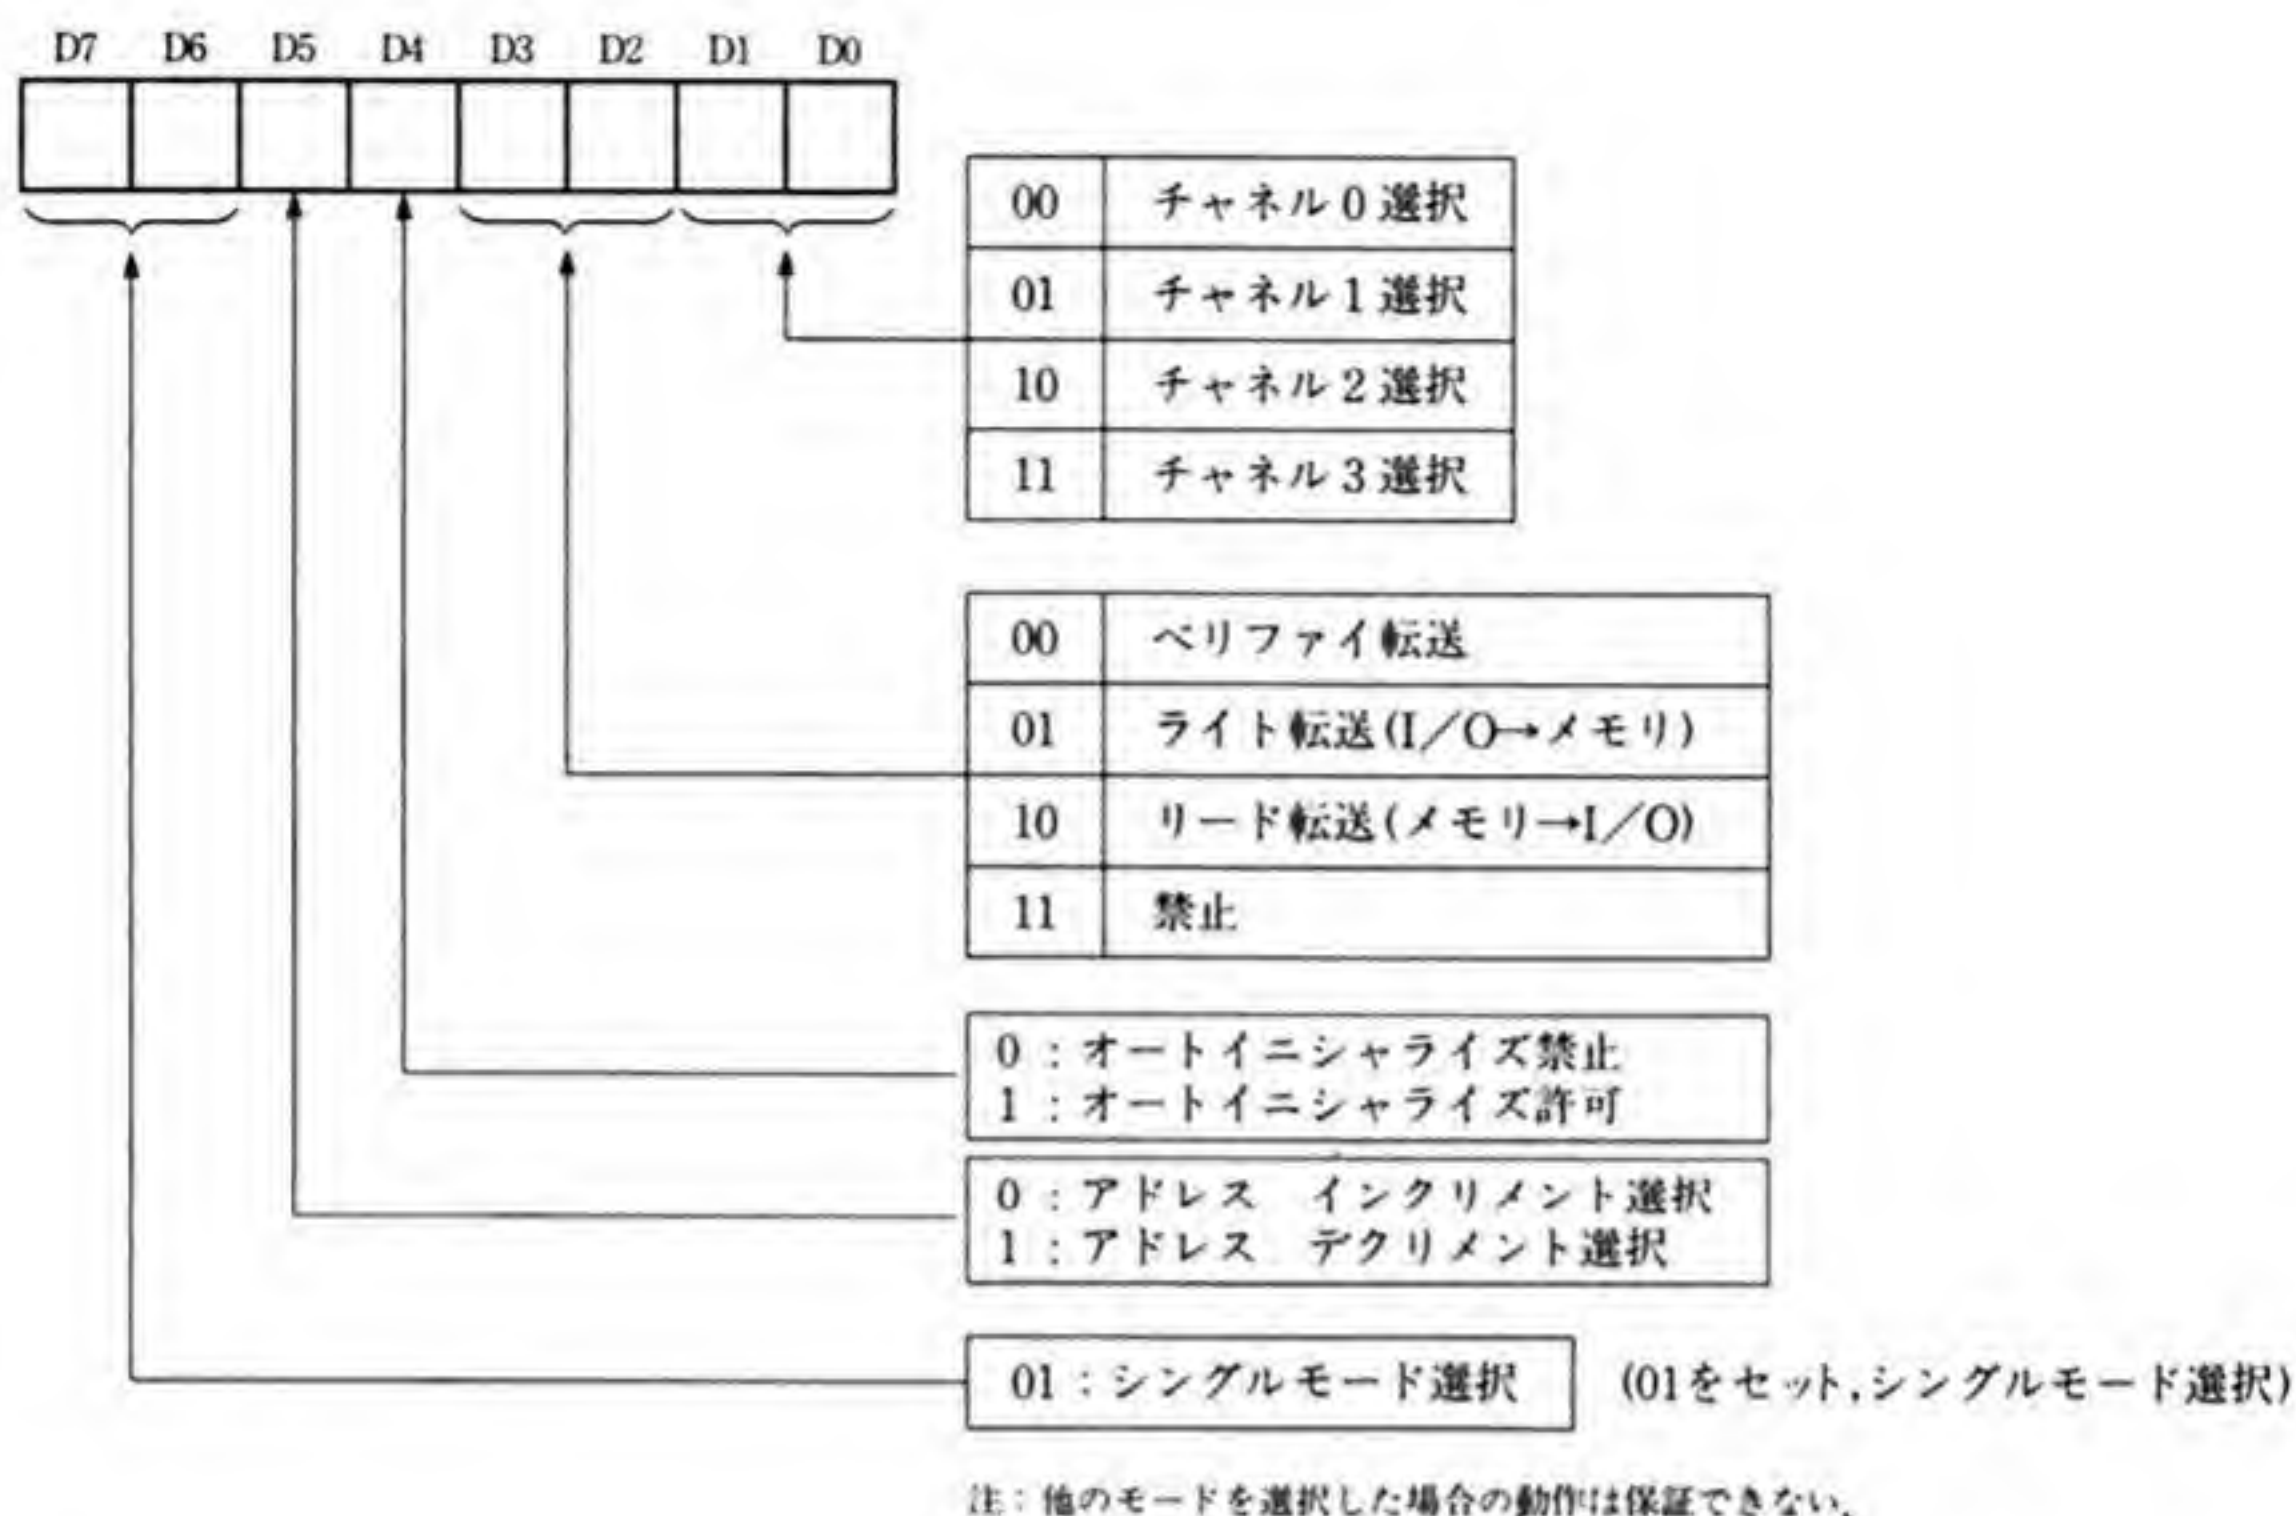 D7 D6 D5 D4 D3 D2 D1 D0
00 チャネル0選択
01 チャネル1選択
10 チャネル2選択
11 チャネル3選択
00 ベリファイ転送
01 ライト転送(I/O→メモリ)
10 リード転送(メモリ→I/O)
11 禁止
0：オートイニシャライズ禁止
1：オートイニシャライズ許可
0：アドレス　インクリメント選択
1：アドレス　デクリメント選択
01：シングルモード選択 (01をセット,シングルモード選択)
注：他のモードを選択した場合の動作は保証できない.